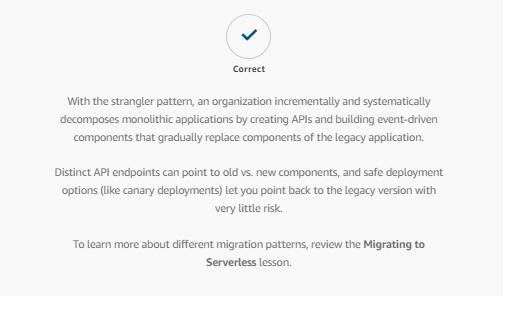 Correct
With the strangler pattern, an organization incrementally and systematically
decomposes monolithic applications by creating APIs and building event-driven
components that gradually replace components of the legacy application.
Distinct API endpoints can point to old vs. new components, and safe deployment
options (like canary deployments) let you point back to the legacy version with
very little risk.
To learn more about different migration patterns, review the Migrating to
Serverless lesson.